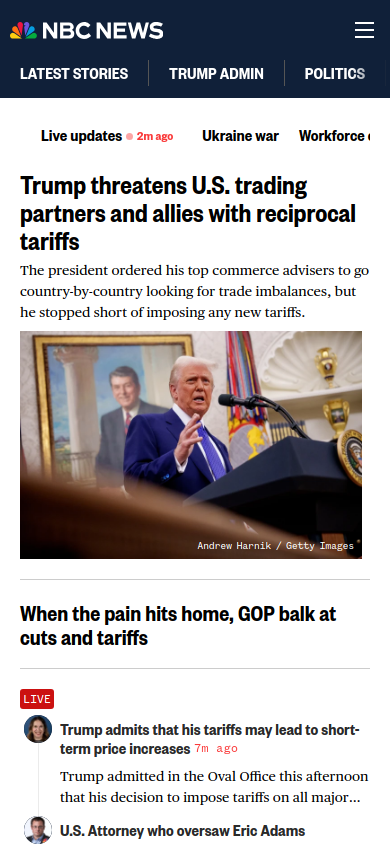 NBC NEWS
LATEST STORIES
TRUMP ADMIN
POLITICS
Live updates 2m ago
Ukraine war
Workforce
Trump threatens U.S. trading
partners and allies with reciprocal
tariffs
The president ordered his top commerce advisers to go
country-by-country looking for trade imbalances, but
he stopped short of imposing any new tariffs.
Andrew Harnik / Getty Images
When the pain hits home, GOP balk at
cuts and tariffs
LIVE
Trump admits that his tariffs may lead to short-
term price increases 7m ago
Trump admitted in the Oval Office this afternoon
that his decision to impose tariffs on all major...
U.S. Attorney who oversaw Eric Adams